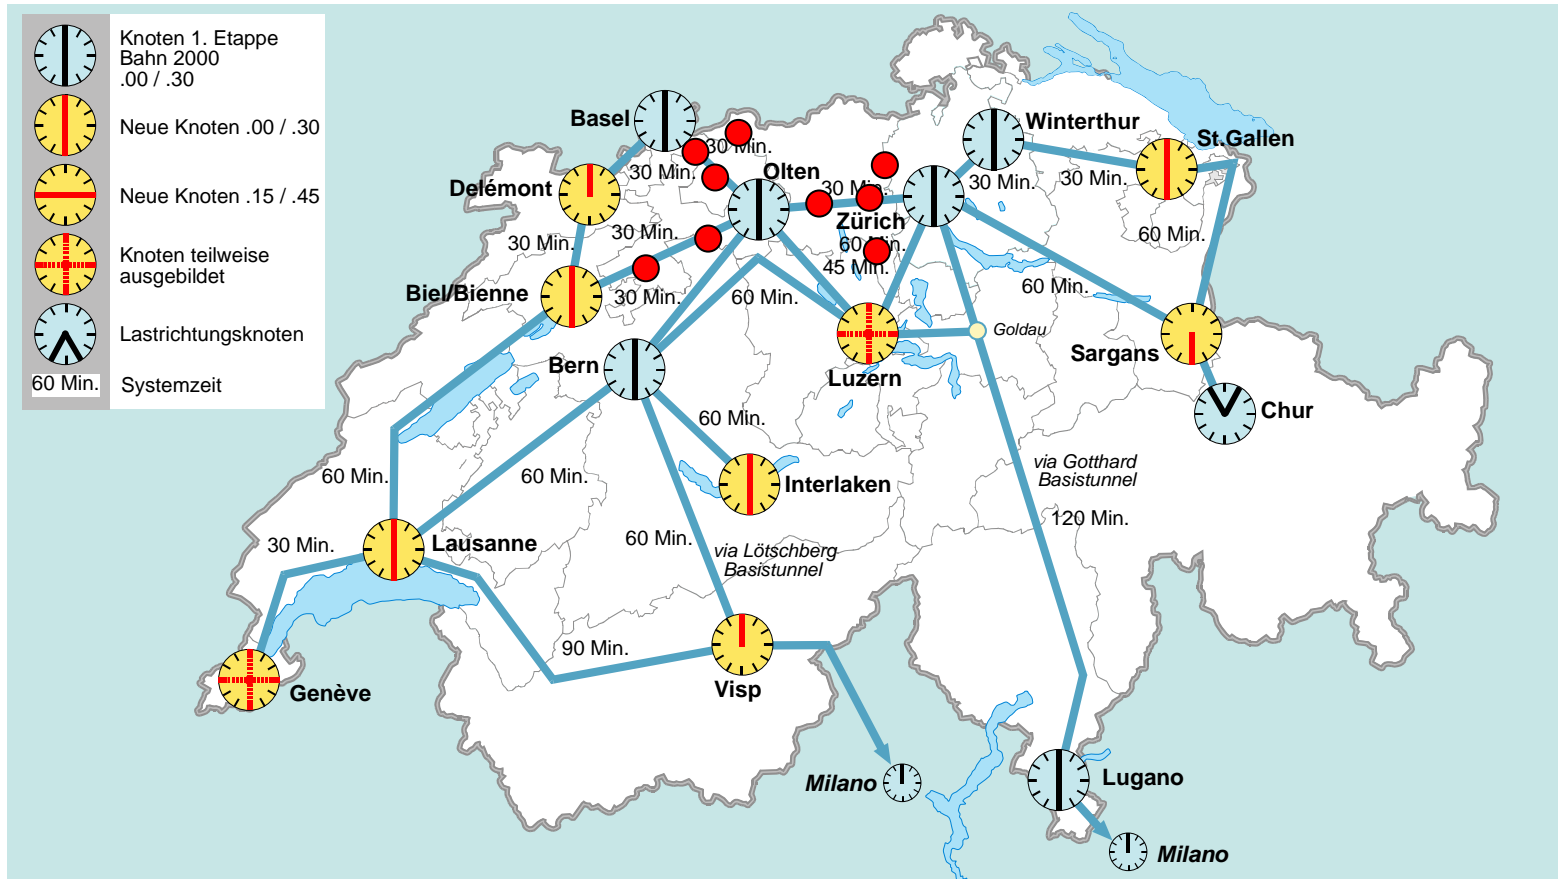 Knoten 1. Etappe
Bahn 2000
.00 / .30
Neue Knoten .00 / .30
Neue Knoten .15 / .45
Knoten teilweise
ausgebildet
Lastrichtungsknoten
60 Min.
Systemzeit
Basel
30 Min.
Winterthur
St.Gallen
Delémont
30 Min.
Olten
30 Min.
30 Min.
30 Min.
Zürich
30 Min.
30 Min.
60 Min.
60 Min.
45 Min.
Biel/Bienne
30 Min.
60 Min.
60 Min.
Goldau
Bern
Luzern
Sargans
60 Min.
Chur
60 Min.
60 Min.
Interlaken
via Gotthard
Basistunnel
120 Min.
30 Min.
Lausanne
60 Min.
via Lötschberg
Basistunnel
90 Min.
Genève
Visp
Milano
Lugano
Milano